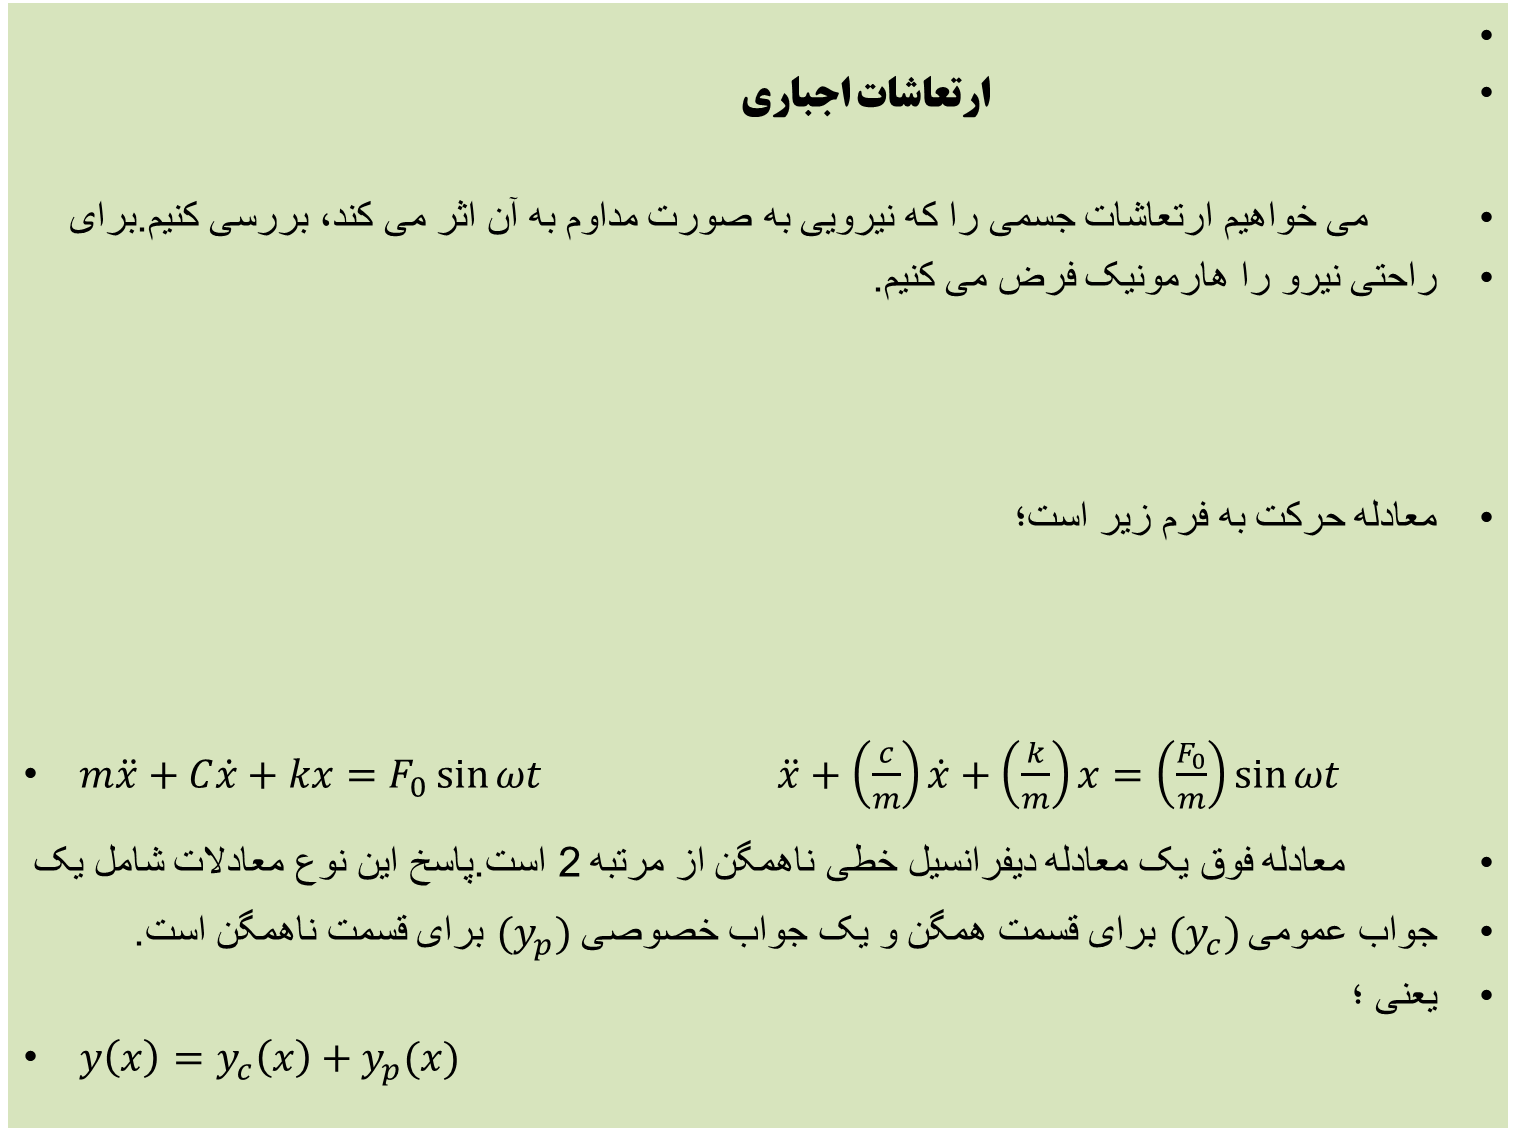 ارتعاشات اجباری
می خواهیم ارتعاشات جسمی را که نیرویی به صورت مداوم به آن اثر می کند، بررسی کنیم.برای
راحتی نیرو را هارمونیک فرض می کنیم.
معادله حرکت به فرم زیر است؛
mẍ + Cẋ + kx = F₀ sin ωt    ẍ + (c/m) ẋ + (k/m) x = (F₀/m) sin ωt
معادله فوق یک معادله دیفرانسیل خطی ناهمگن از مرتبه 2 است.پاسخ این نوع معادلات شامل یک
جواب عمومی (y_c) برای قسمت همگن و یک جواب خصوصی (y_p) برای قسمت ناهمگن است.
یعنی ؛
y(x) = y_c(x) + y_p(x)